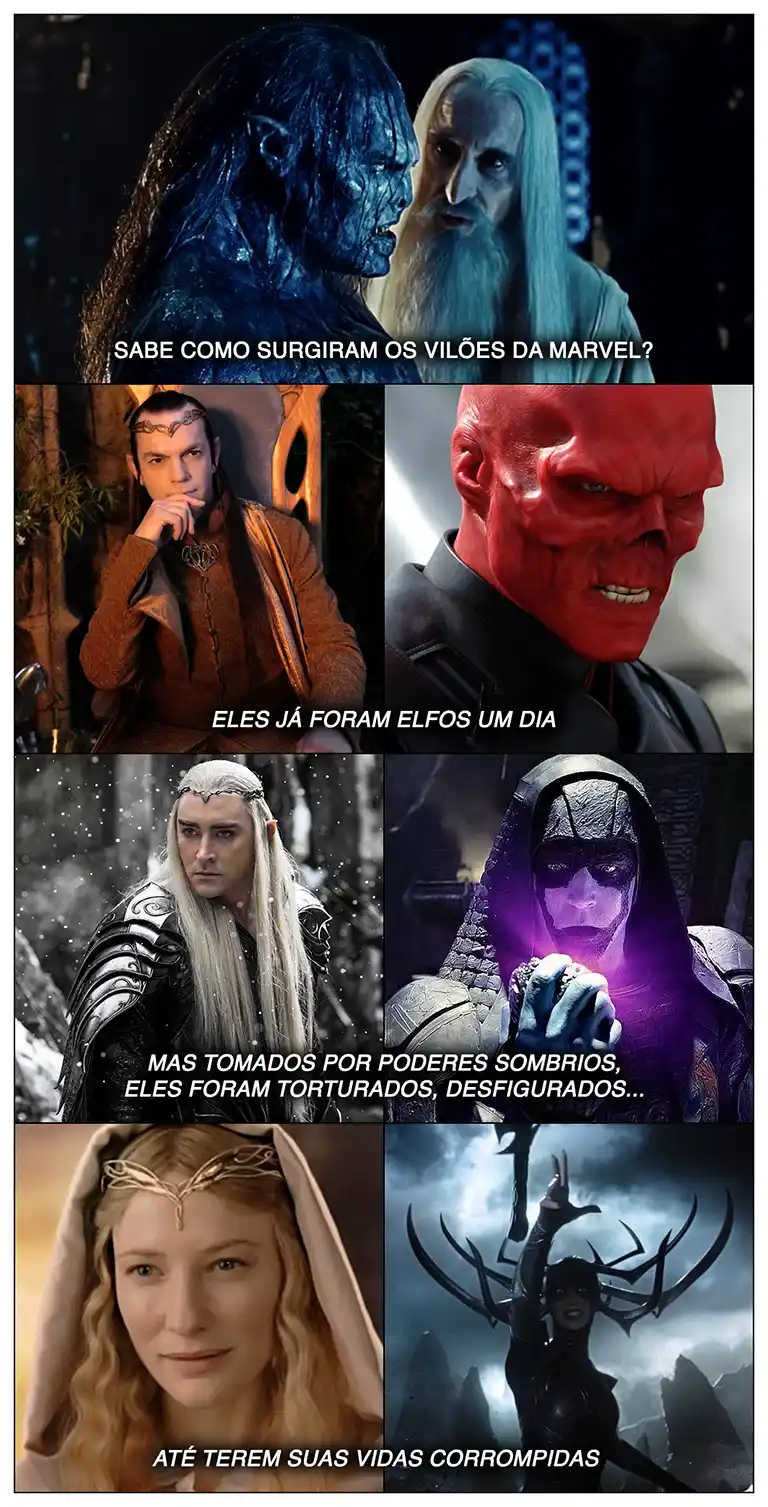 SABE COMO SURGIRAM OS VILÕES DA MARVEL?
ELES JÁ FORAM ELFOS UM DIA
MAS TOMADOS POR PODERES SOMBRIOS,
ELES FORAM TORTURADOS, DESFIGURADOS...
ATÉ TEREM SUAS VIDAS CORROMPIDAS